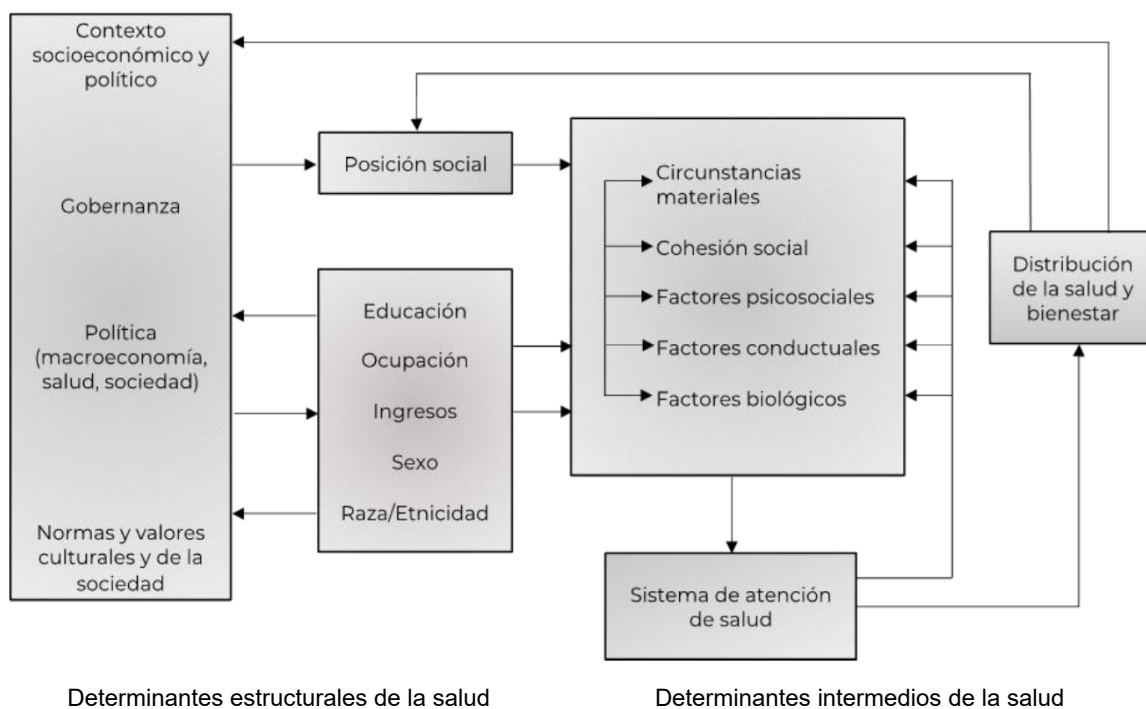 Contexto
socioeconómico y
político
Gobernanza
Política
(macroeconomía,
salud, sociedad)
Normas y valores
culturales y de la
sociedad
Posición social
Educación
Ocupación
Ingresos
Sexo
Raza/Etnicidad
Circunstancias
materiales
Cohesión social
Factores psicosociales
Factores conductuales
Factores biológicos
Sistema de atención
de salud
Distribución
de la salud y
bienestar
Determinantes estructurales de la salud
Determinantes intermedios de la salud